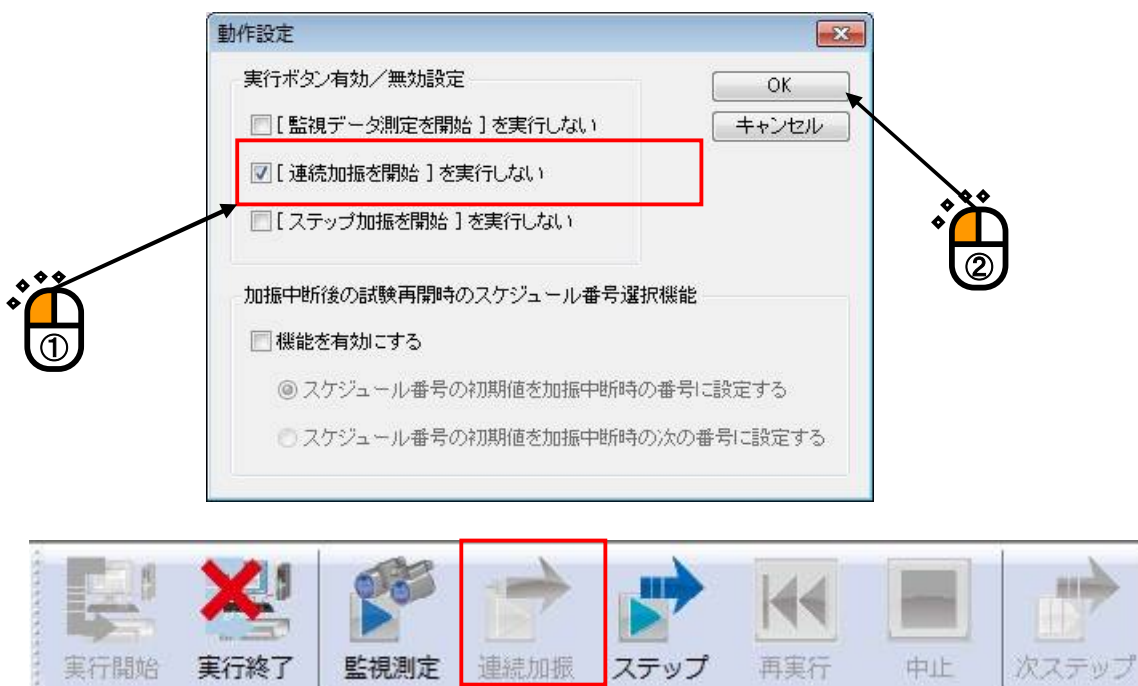 動作設定
実行ボタン有効／無効設定
[ 監視データ測定を開始 ] を実行しない
[ 連続加振を開始 ] を実行しない
[ ステップ加振を開始 ] を実行しない
OK
キャンセル
①
②
加振中断後の試験再開時のスケジュール番号選択機能
機能を有効にする
スケジュール番号の初期値を加振中断時の番号に設定する
スケジュール番号の初期値を加振中断時の次の番号に設定する
実行開始 実行終了 監視測定 連続加振 ステップ 再実行 中止 次ステップ